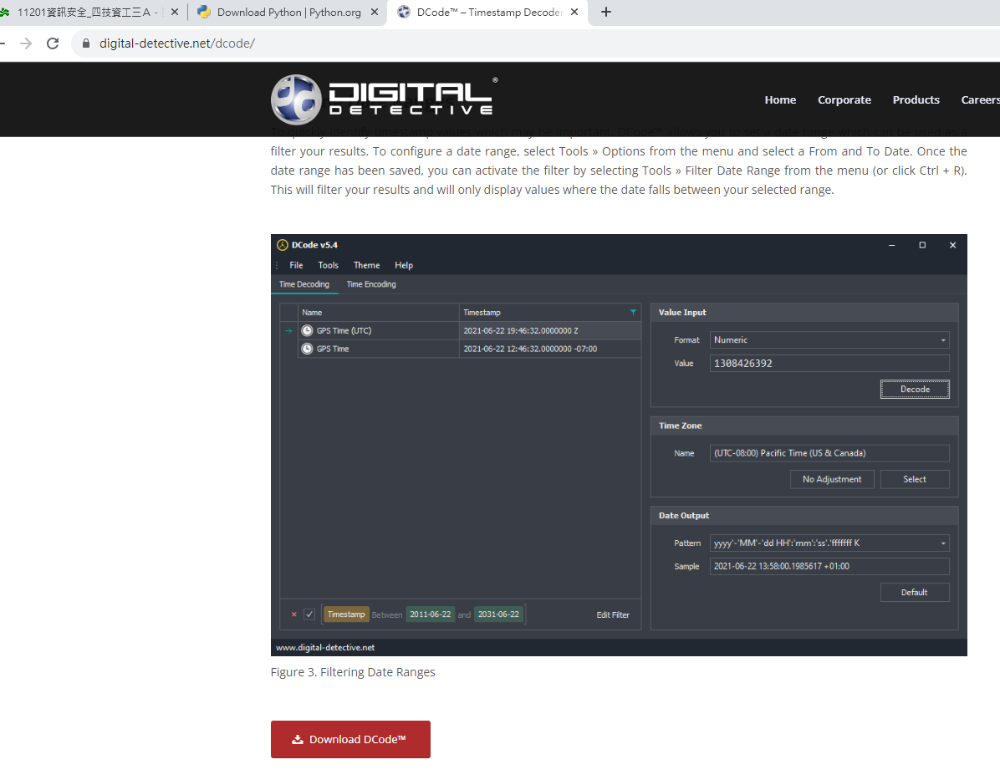 11201資訊安全_四技資工三A -
Download Python | Python.org
DCode™ – Timestamp Decoder
digital-detective.net/dcode/
DIGITAL
DETECTIVE
®
Home Corporate Products Careers
filter your results. To configure a date range, select Tools » Options from the menu and select a From and To Date. Once the
date range has been saved, you can activate the filter by selecting Tools » Filter Date Range from the menu (or click Ctrl + R).
This will filter your results and will only display values where the date falls between your selected range.
DCode v5.4
File Tools Theme Help
Time Decoding Time Encoding
Name Timestamp
GPS Time (UTC) 2021-06-22 19:46:32.0000000 Z
GPS Time 2021-06-22 12:46:32.0000000 -07:00
Timestamp Between 2011-06-22 and 2031-06-22 Edit Filter
Value Input
Format Numeric
Value 1308426392
Decode
Time Zone
Name (UTC-08:00) Pacific Time (US & Canada)
No Adjustment Select
Date Output
Pattern yyyy'-'MM'-'dd HH':'mm':'ss'.'fffffff K
Sample 2021-06-22 13:58:00.1985617 +01:00
Default
www.digital-detective.net
Figure 3. Filtering Date Ranges
Download DCode™